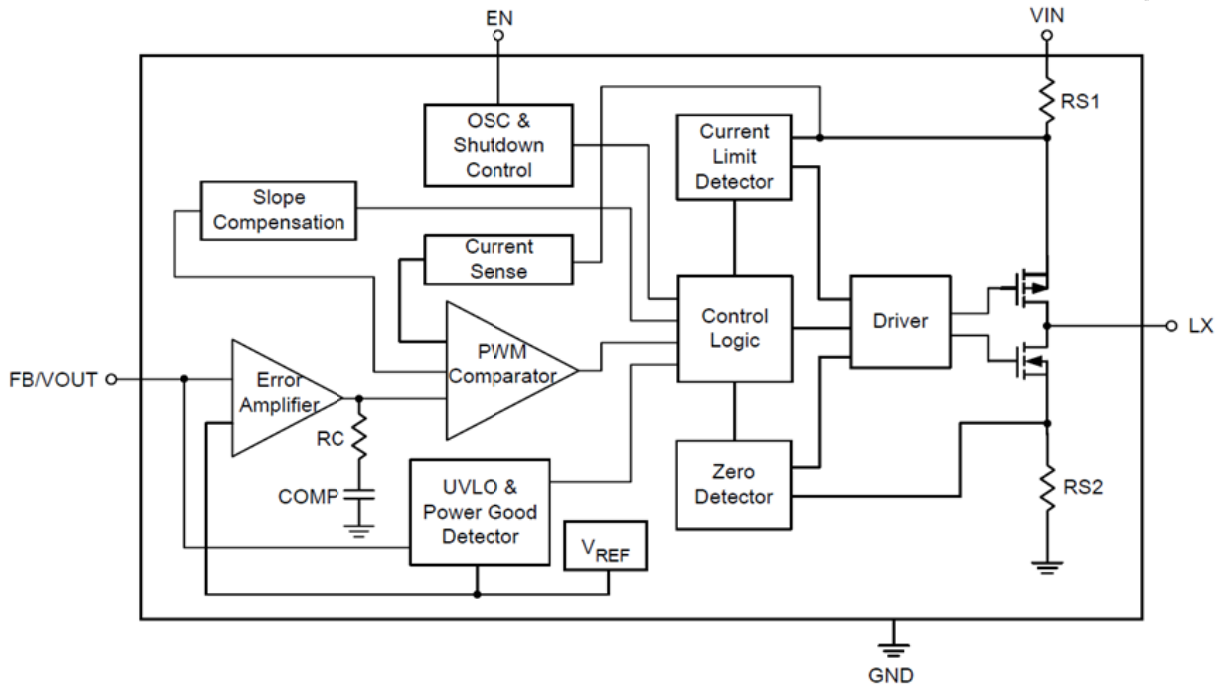 EN
VIN
RS1
OSC &
Shutdown
Control
Current
Limit
Detector
Slope
Compensation
Current
Sense
Control
Logic
Driver
LX
PWM
Comparator
FB/VOUT
Error
Amplifier
RC
COMP
UVLO &
Power Good
Detector
VREF
Zero
Detector
RS2
GND